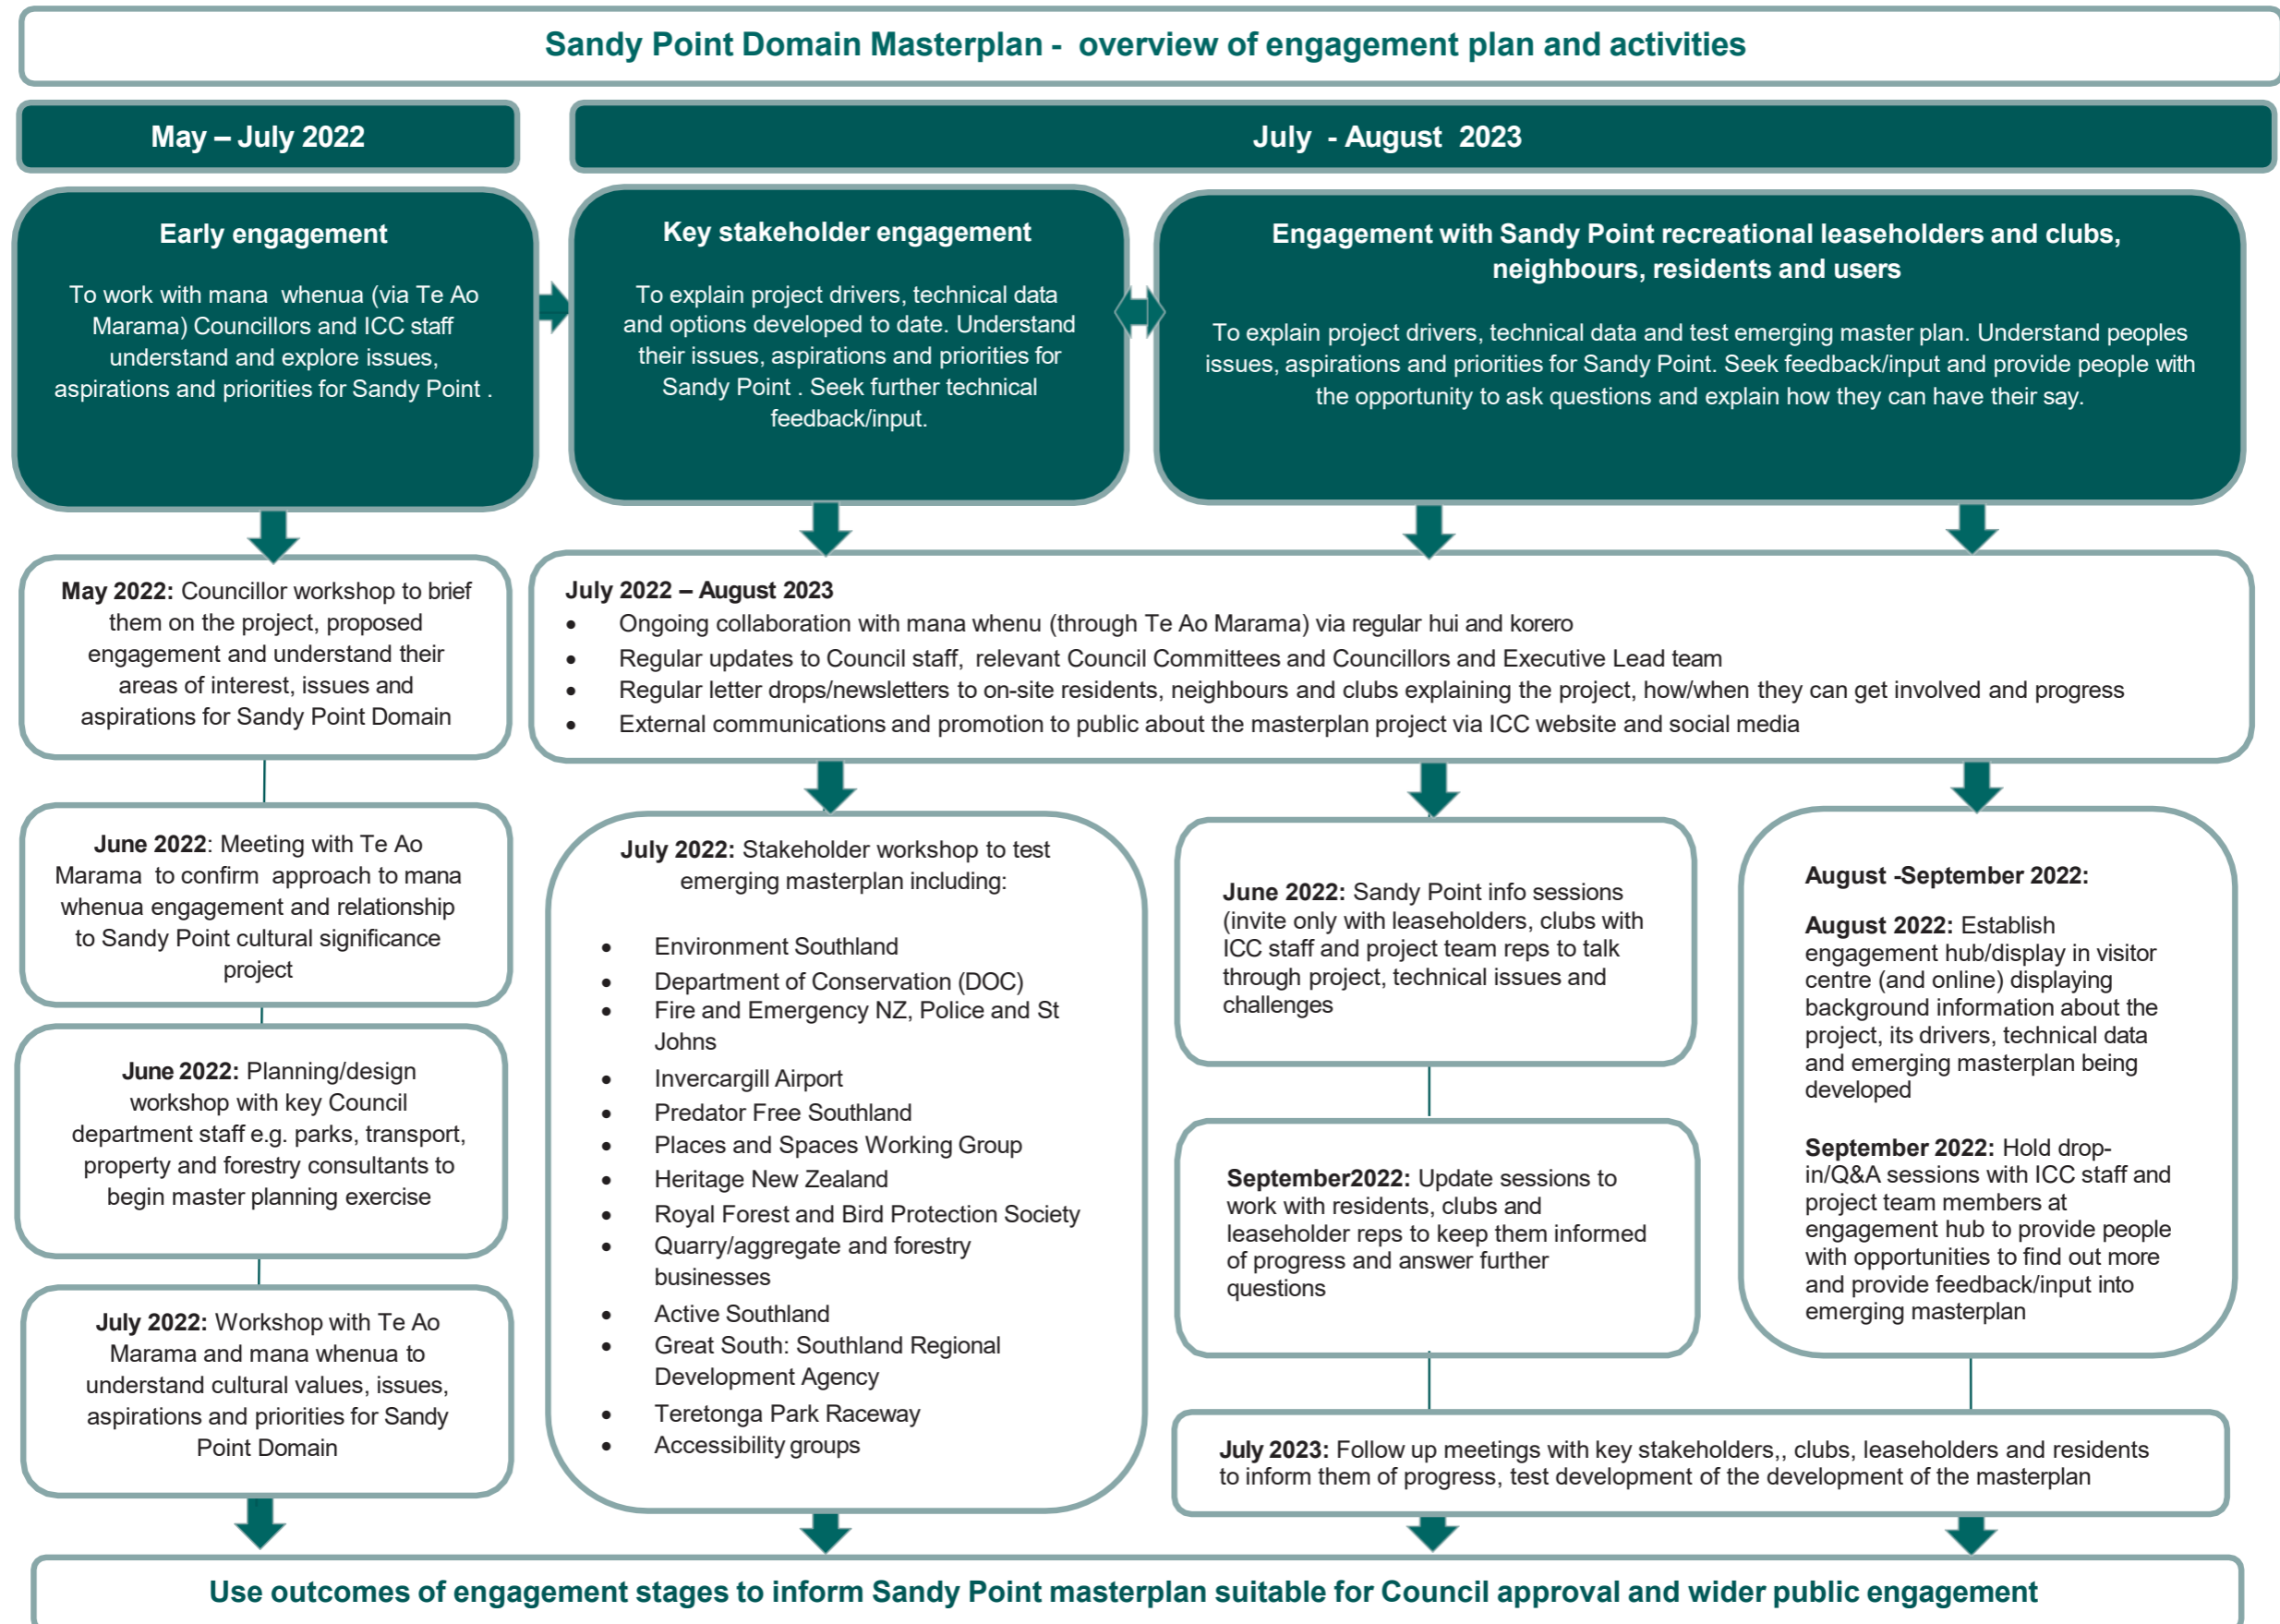 Sandy Point Domain Masterplan - overview of engagement plan and activities
May – July 2022
July - August 2023
Early engagement
To work with mana whenua (via Te Ao
Marama) Councillors and ICC staff
understand and explore issues,
aspirations and priorities for Sandy Point .
Key stakeholder engagement
To explain project drivers, technical data
and options developed to date. Understand
their issues, aspirations and priorities for
Sandy Point . Seek further technical
feedback/input.
Engagement with Sandy Point recreational leaseholders and clubs,
neighbours, residents and users
To explain project drivers, technical data and test emerging master plan. Understand peoples
issues, aspirations and priorities for Sandy Point. Seek feedback/input and provide people with
the opportunity to ask questions and explain how they can have their say.
May 2022: Councillor workshop to brief
them on the project, proposed
engagement and understand their
areas of interest, issues and
aspirations for Sandy Point Domain
June 2022: Meeting with Te Ao
Marama to confirm approach to mana
whenua engagement and relationship
to Sandy Point cultural significance
project
June 2022: Planning/design
workshop with key Council
department staff e.g. parks, transport,
property and forestry consultants to
begin master planning exercise
July 2022: Workshop with Te Ao
Marama and mana whenua to
understand cultural values, issues,
aspirations and priorities for Sandy
Point Domain
July 2022 – August 2023
• Ongoing collaboration with mana whenu (through Te Ao Marama) via regular hui and korero
• Regular updates to Council staff, relevant Council Committees and Councillors and Executive Lead team
• Regular letter drops/newsletters to on-site residents, neighbours and clubs explaining the project, how/when they can get involved and progress
• External communications and promotion to public about the masterplan project via ICC website and social media
July 2022: Stakeholder workshop to test
emerging masterplan including:
• Environment Southland
• Department of Conservation (DOC)
• Fire and Emergency NZ, Police and St
Johns
• Invercargill Airport
• Predator Free Southland
• Places and Spaces Working Group
• Heritage New Zealand
• Royal Forest and Bird Protection Society
• Quarry/aggregate and forestry
businesses
• Active Southland
• Great South: Southland Regional
Development Agency
• Teretonga Park Raceway
• Accessibility groups
June 2022: Sandy Point info sessions
(invite only with leaseholders, clubs with
ICC staff and project team reps to talk
through project, technical issues and
challenges
September2022: Update sessions to
work with residents, clubs and
leaseholder reps to keep them informed
of progress and answer further
questions
August -September 2022:
August 2022: Establish
engagement hub/display in visitor
centre (and online) displaying
background information about the
project, its drivers, technical data
and emerging masterplan being
developed
September 2022: Hold drop-
in/Q&A sessions with ICC staff and
project team members at
engagement hub to provide people
with opportunities to find out more
and provide feedback/input into
emerging masterplan
July 2023: Follow up meetings with key stakeholders,, clubs, leaseholders and residents
to inform them of progress, test development of the development of the masterplan
Use outcomes of engagement stages to inform Sandy Point masterplan suitable for Council approval and wider public engagement